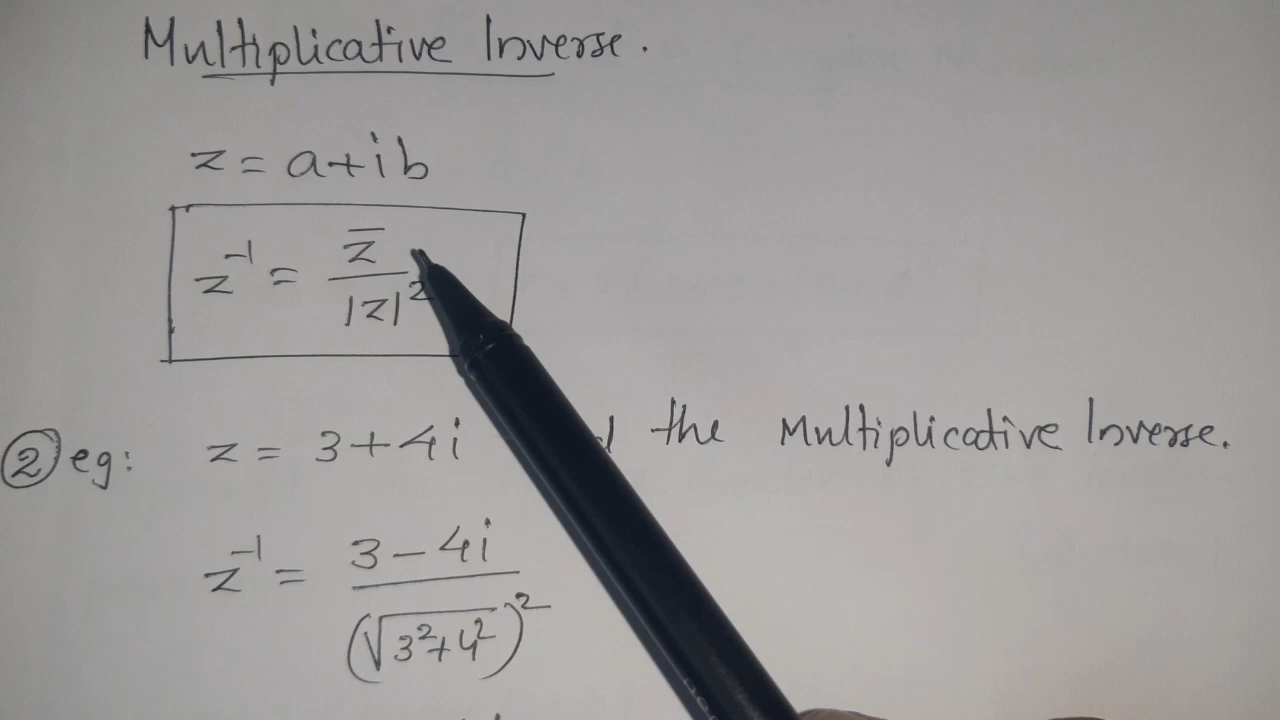 Multiplicative Inverse.
z = a+ib
z⁻¹ = z̅ / |z|²
② eg: z = 3+4i the Multiplicative Inverse.
z⁻¹ = 3-4i / (√3²+4²)²